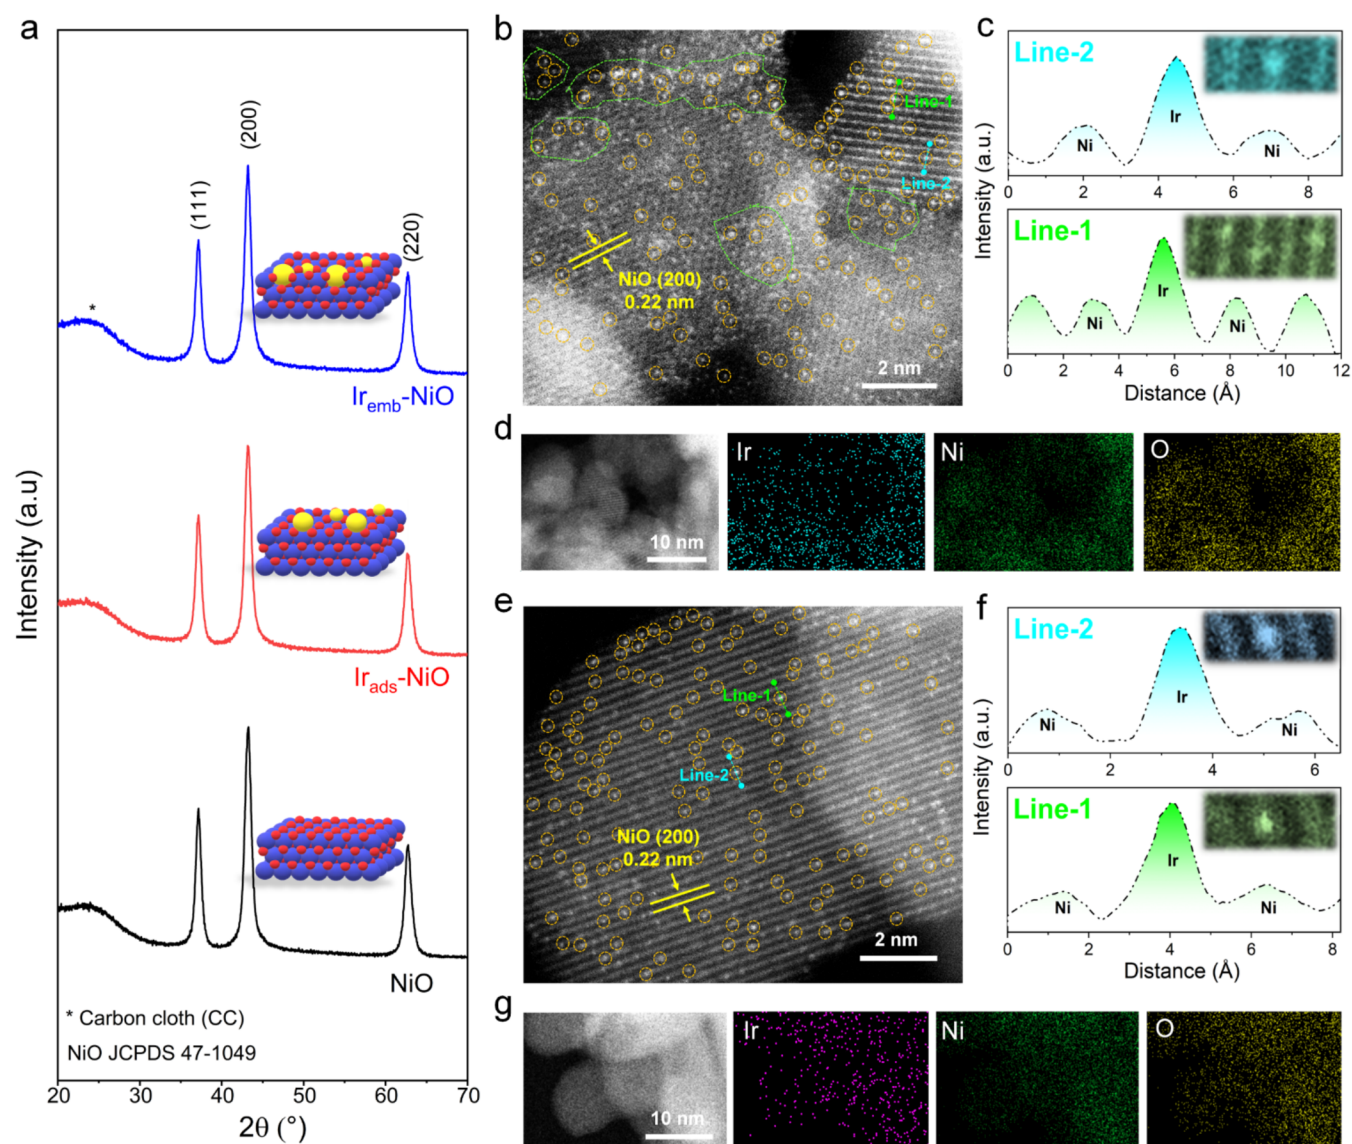 a
Intensity (a.u)
(111)
(200)
(220)
*
Ir_emb-NiO
Ir_ads-NiO
NiO
* Carbon cloth (CC)
NiO JCPDS 47-1049
20 30 40 50 60 70
2θ (°)
b
Line-1
Line-2
NiO (200)
0.22 nm
2 nm
c
Intensity (a.u.)
Line-2
Ni
Ir
Ni
0 2 4 6 8
Line-1
Ni
Ir
Ni
0 2 4 6 8 10 12
Distance (Å)
d
10 nm
Ir
Ni
O
e
Line-1
Line-2
NiO (200)
0.22 nm
2 nm
f
Intensity (a.u.)
Line-2
Ni
Ir
Ni
0 2 4 6
Line-1
Ni
Ir
Ni
0 2 4 6 8
Distance (Å)
g
10 nm
Ir
Ni
O